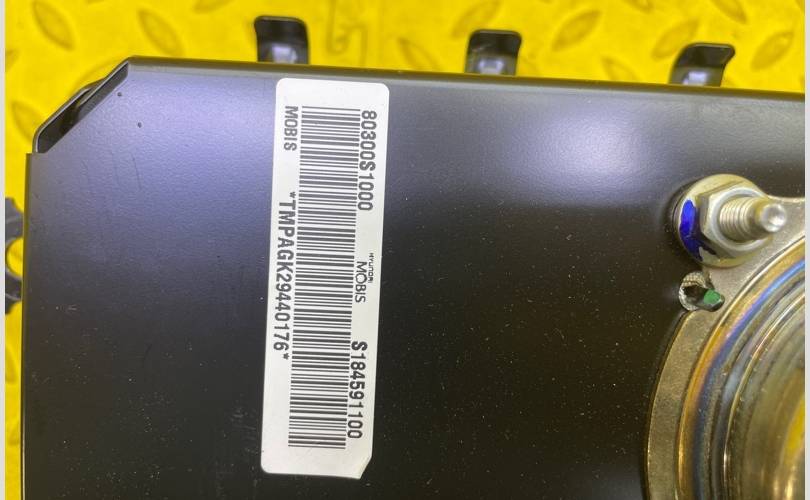 80300S1000
HYUNDAI
MOBIS
S184591100
MOBIS
*TMPAGK29440176*